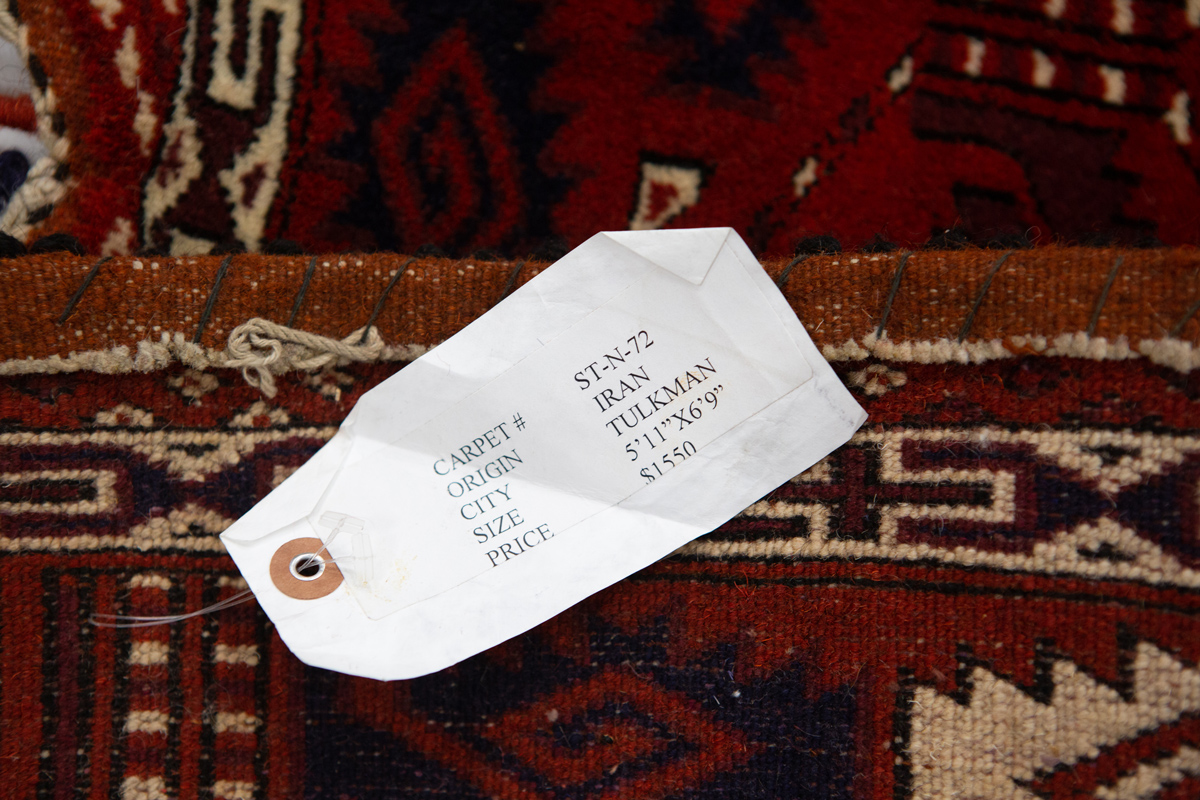 CARPET # ST-N-72
ORIGIN IRAN
CITY TULKMAN
SIZE 5'11”X6'9”
PRICE $1550